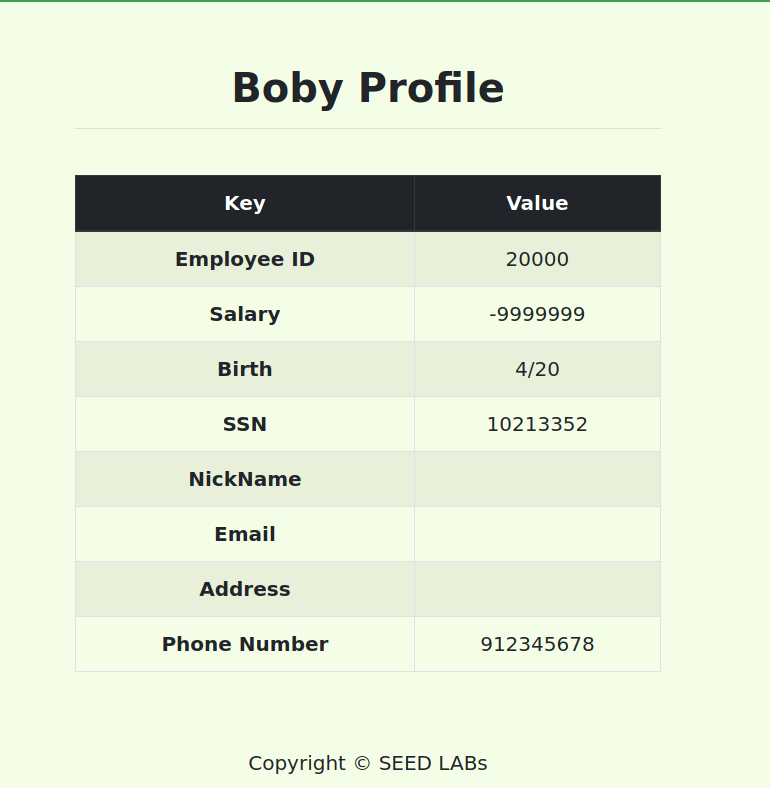 Boby Profile
Key Value
Employee ID 20000
Salary -9999999
Birth 4/20
SSN 10213352
NickName
Email
Address
Phone Number 912345678
Copyright © SEED LABs